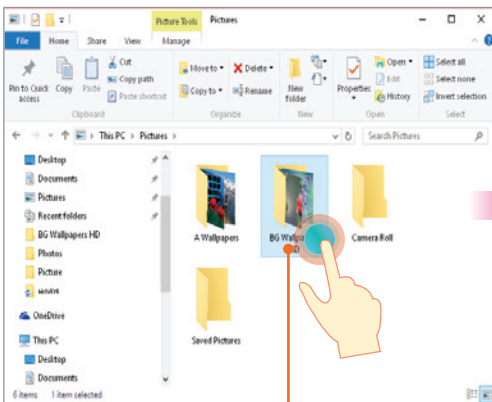 Picture Tools Pictures
File Home Share View Manage
Pin to Quick access
Copy
Paste
Cut
Copy path
Paste shortcut
Move to
Copy to
Delete
Rename
New folder
Properties
Open
Edit
History
Select all
Select none
Invert selection
Clipboard Organize New Open Select
This PC > Pictures >
Search Pictures
Desktop
Documents
Pictures
Recent folders
BG Wallpapers HD
Photos
Picture
OneDrive
This PC
Desktop
Documents
A Wallpapers
Camera Roll
Saved Pictures
6 items 1 item selected